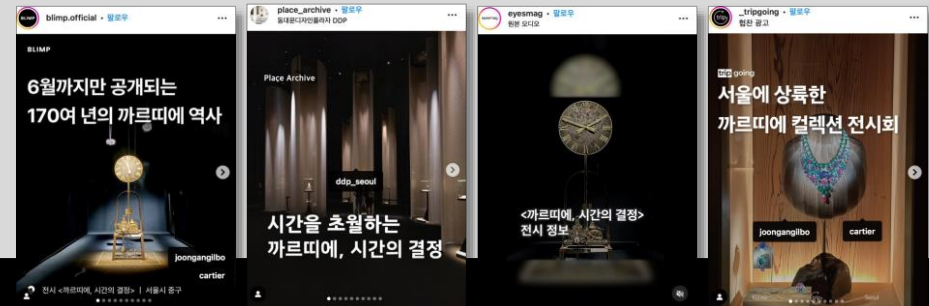 blimp.official • 팔로우
BLIMP
6월까지만 공개되는
170여 년의 까르띠에 역사
joongangilbo
cartier
전시 <까르띠에, 시간의 결정> | 서울시 중구
place_archive • 팔로우
동대문디자인플라자 DDP
Plaçe Archive
ddp_seoul
시간을 초월하는
까르띠에, 시간의 결정
eyesmag • 팔로우
원본 오디오
<까르띠에, 시간의 결정>
전시 정보
_tripgoing • 팔로우
협찬 광고
trip going
서울에 상륙한
까르띠에 컬렉션 전시회
joongangilbo
cartier